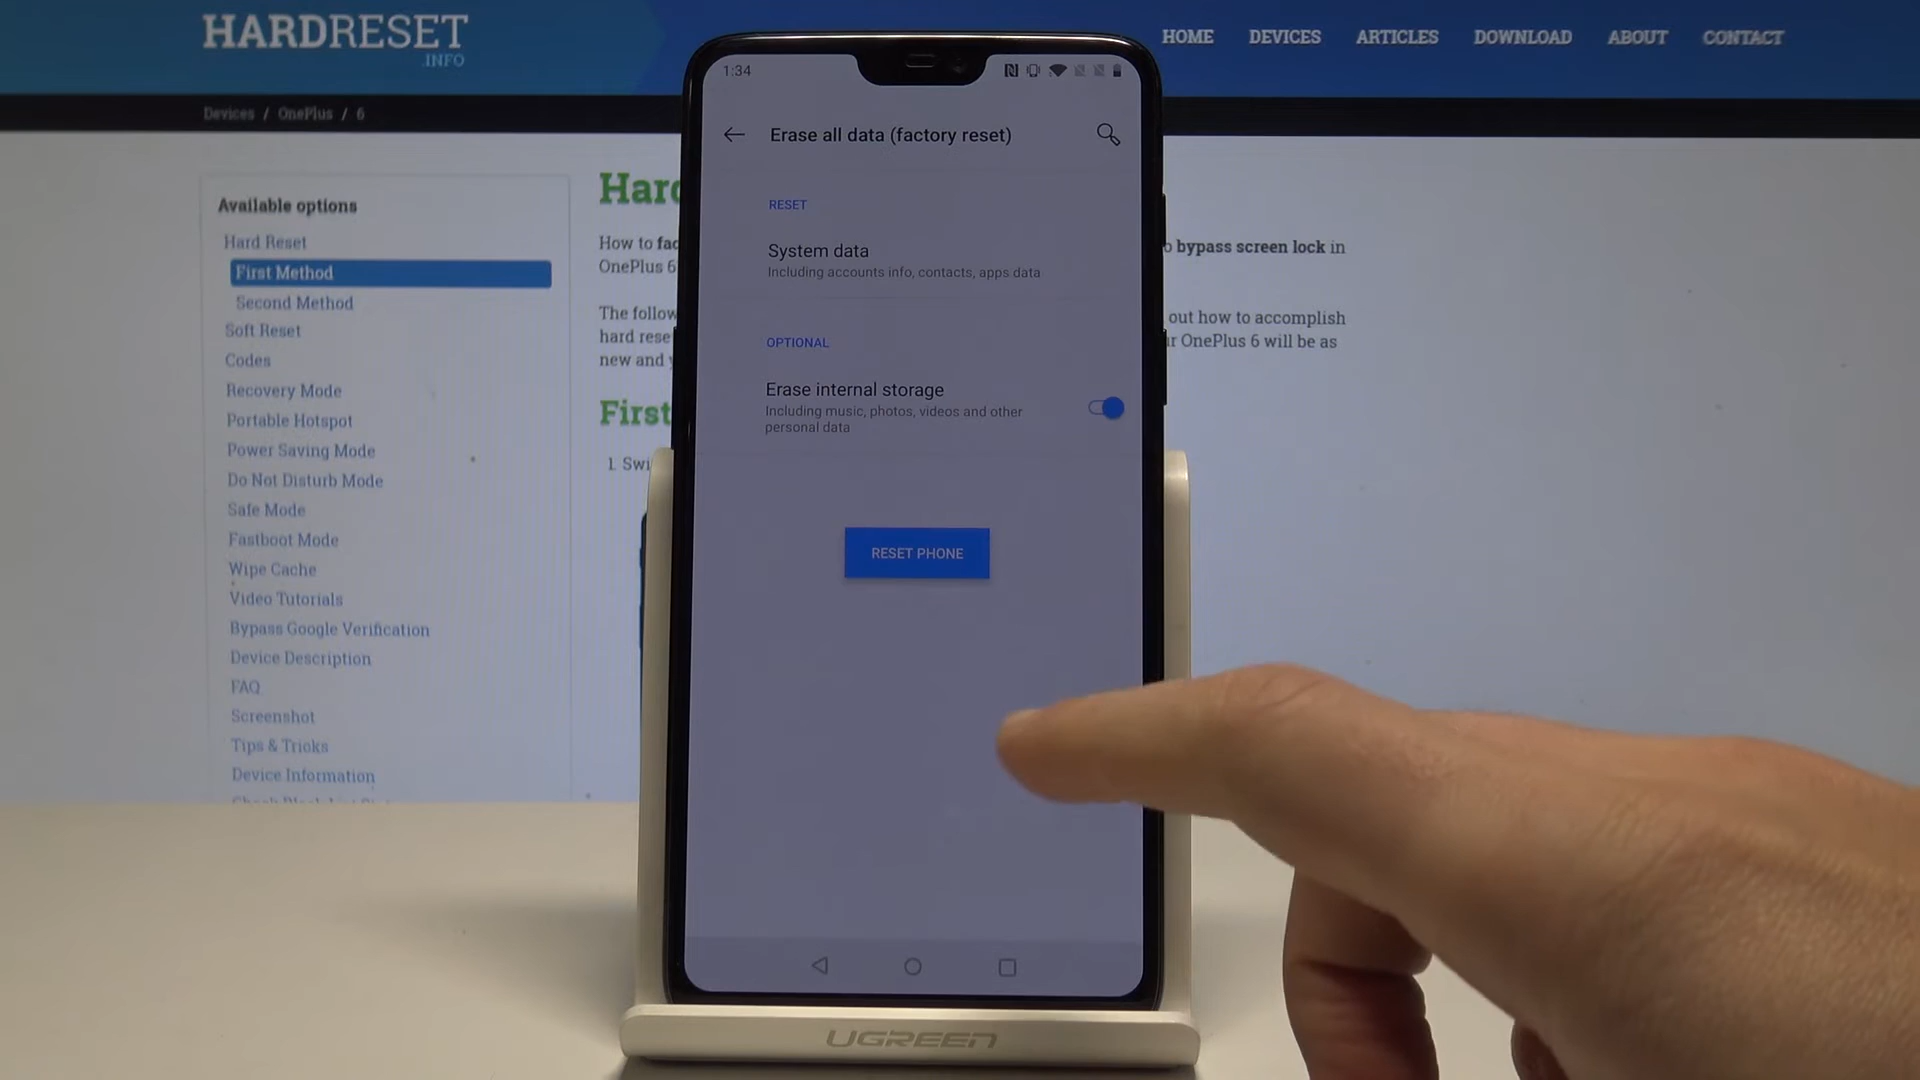 HARDRESET
.INFO
HOME DEVICES ARTICLES DOWNLOAD ABOUT CONTACT
Devices / OnePlus / 6
Available options
Hard Reset
First Method
Second Method
Soft Reset
Codes
Recovery Mode
Portable Hotspot
Power Saving Mode
Do Not Disturb Mode
Safe Mode
Fastboot Mode
Wipe Cache
Video Tutorials
Bypass Google Verification
Device Description
FAQ
Screenshot
Tips & Tricks
Device Information
Hard
How to
OnePlus 6
bypass screen lock in
The follow
out how to accomplish
hard rese
OnePlus 6 will be as
new and
First
1. Swi
1:34
Erase all data (factory reset)
RESET
System data
Including accounts info, contacts, apps data
OPTIONAL
Erase internal storage
Including music, photos, videos and other
personal data
RESET PHONE
UGREEN